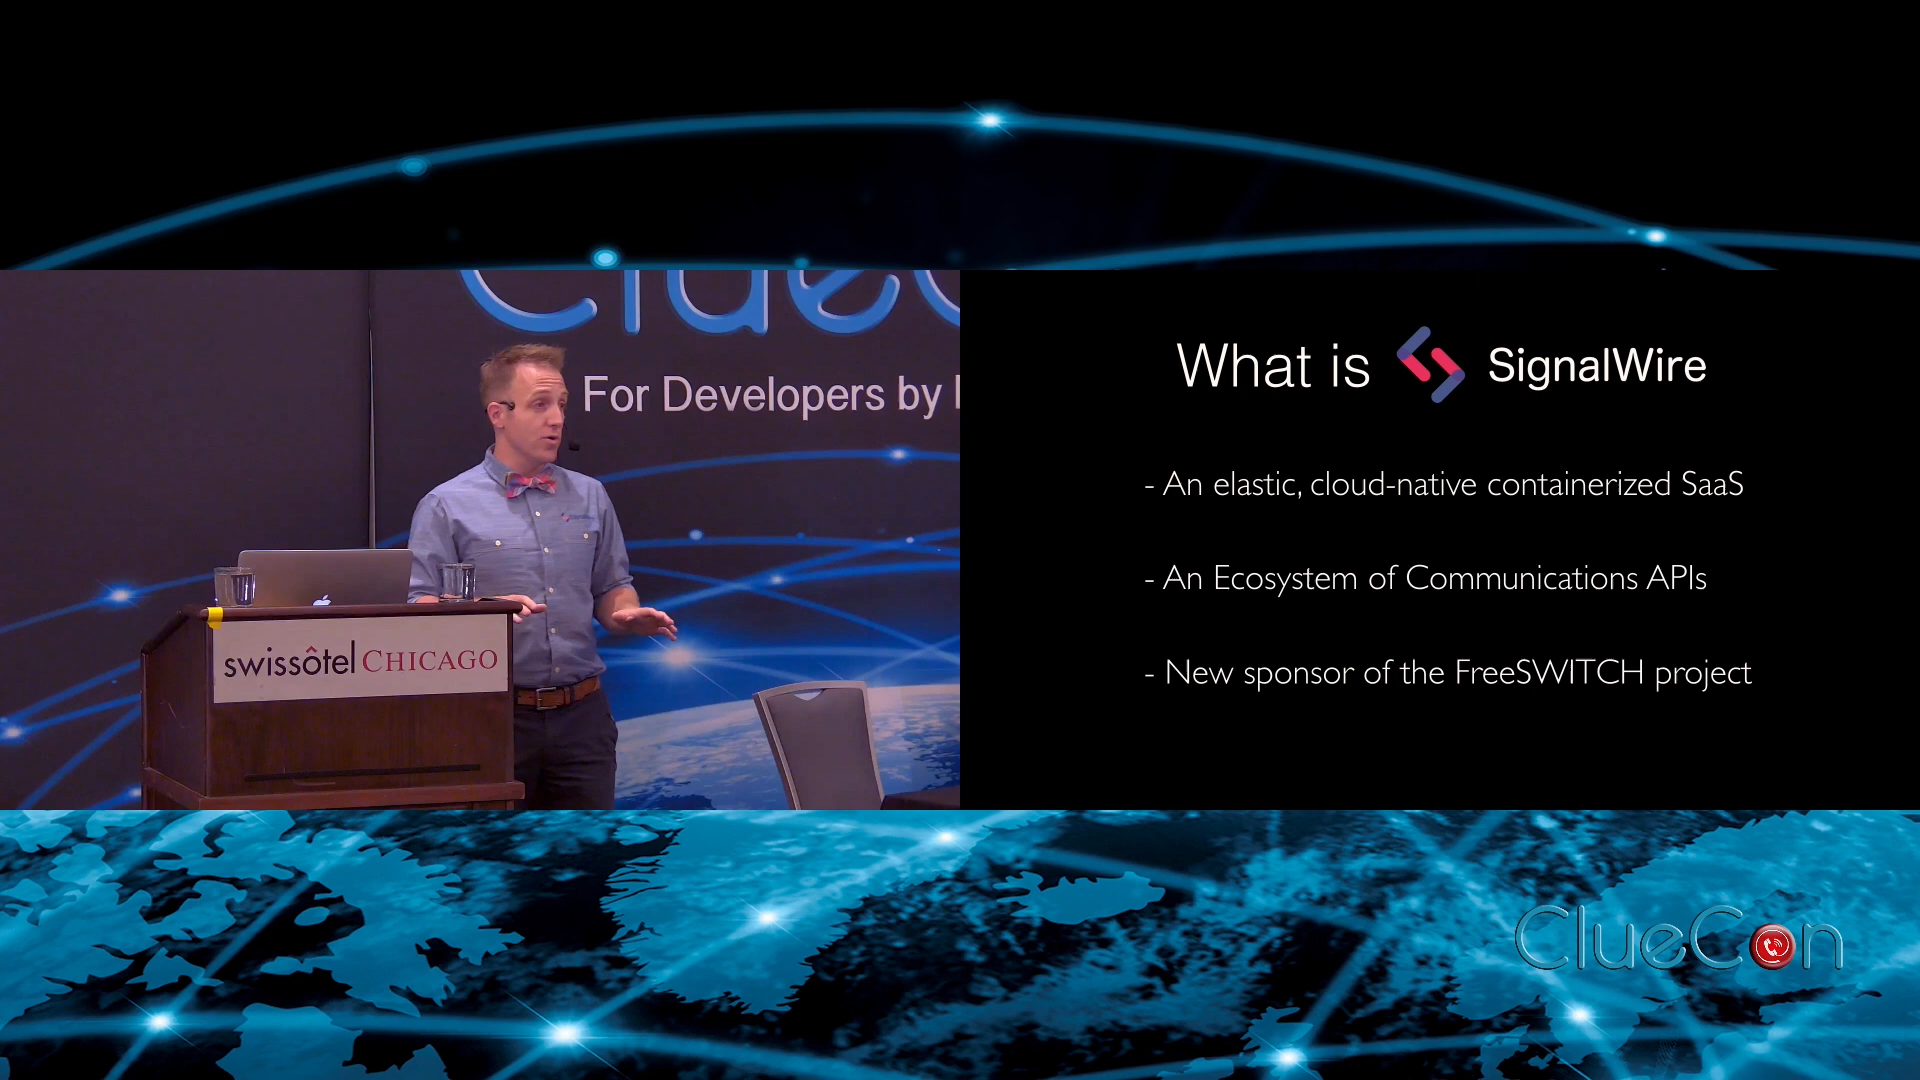 ClueC
For Developers by
swissôtel CHICAGO
What is SignalWire
- An elastic, cloud-native containerized SaaS
- An Ecosystem of Communications APIs
- New sponsor of the FreeSWITCH project
ClueCon